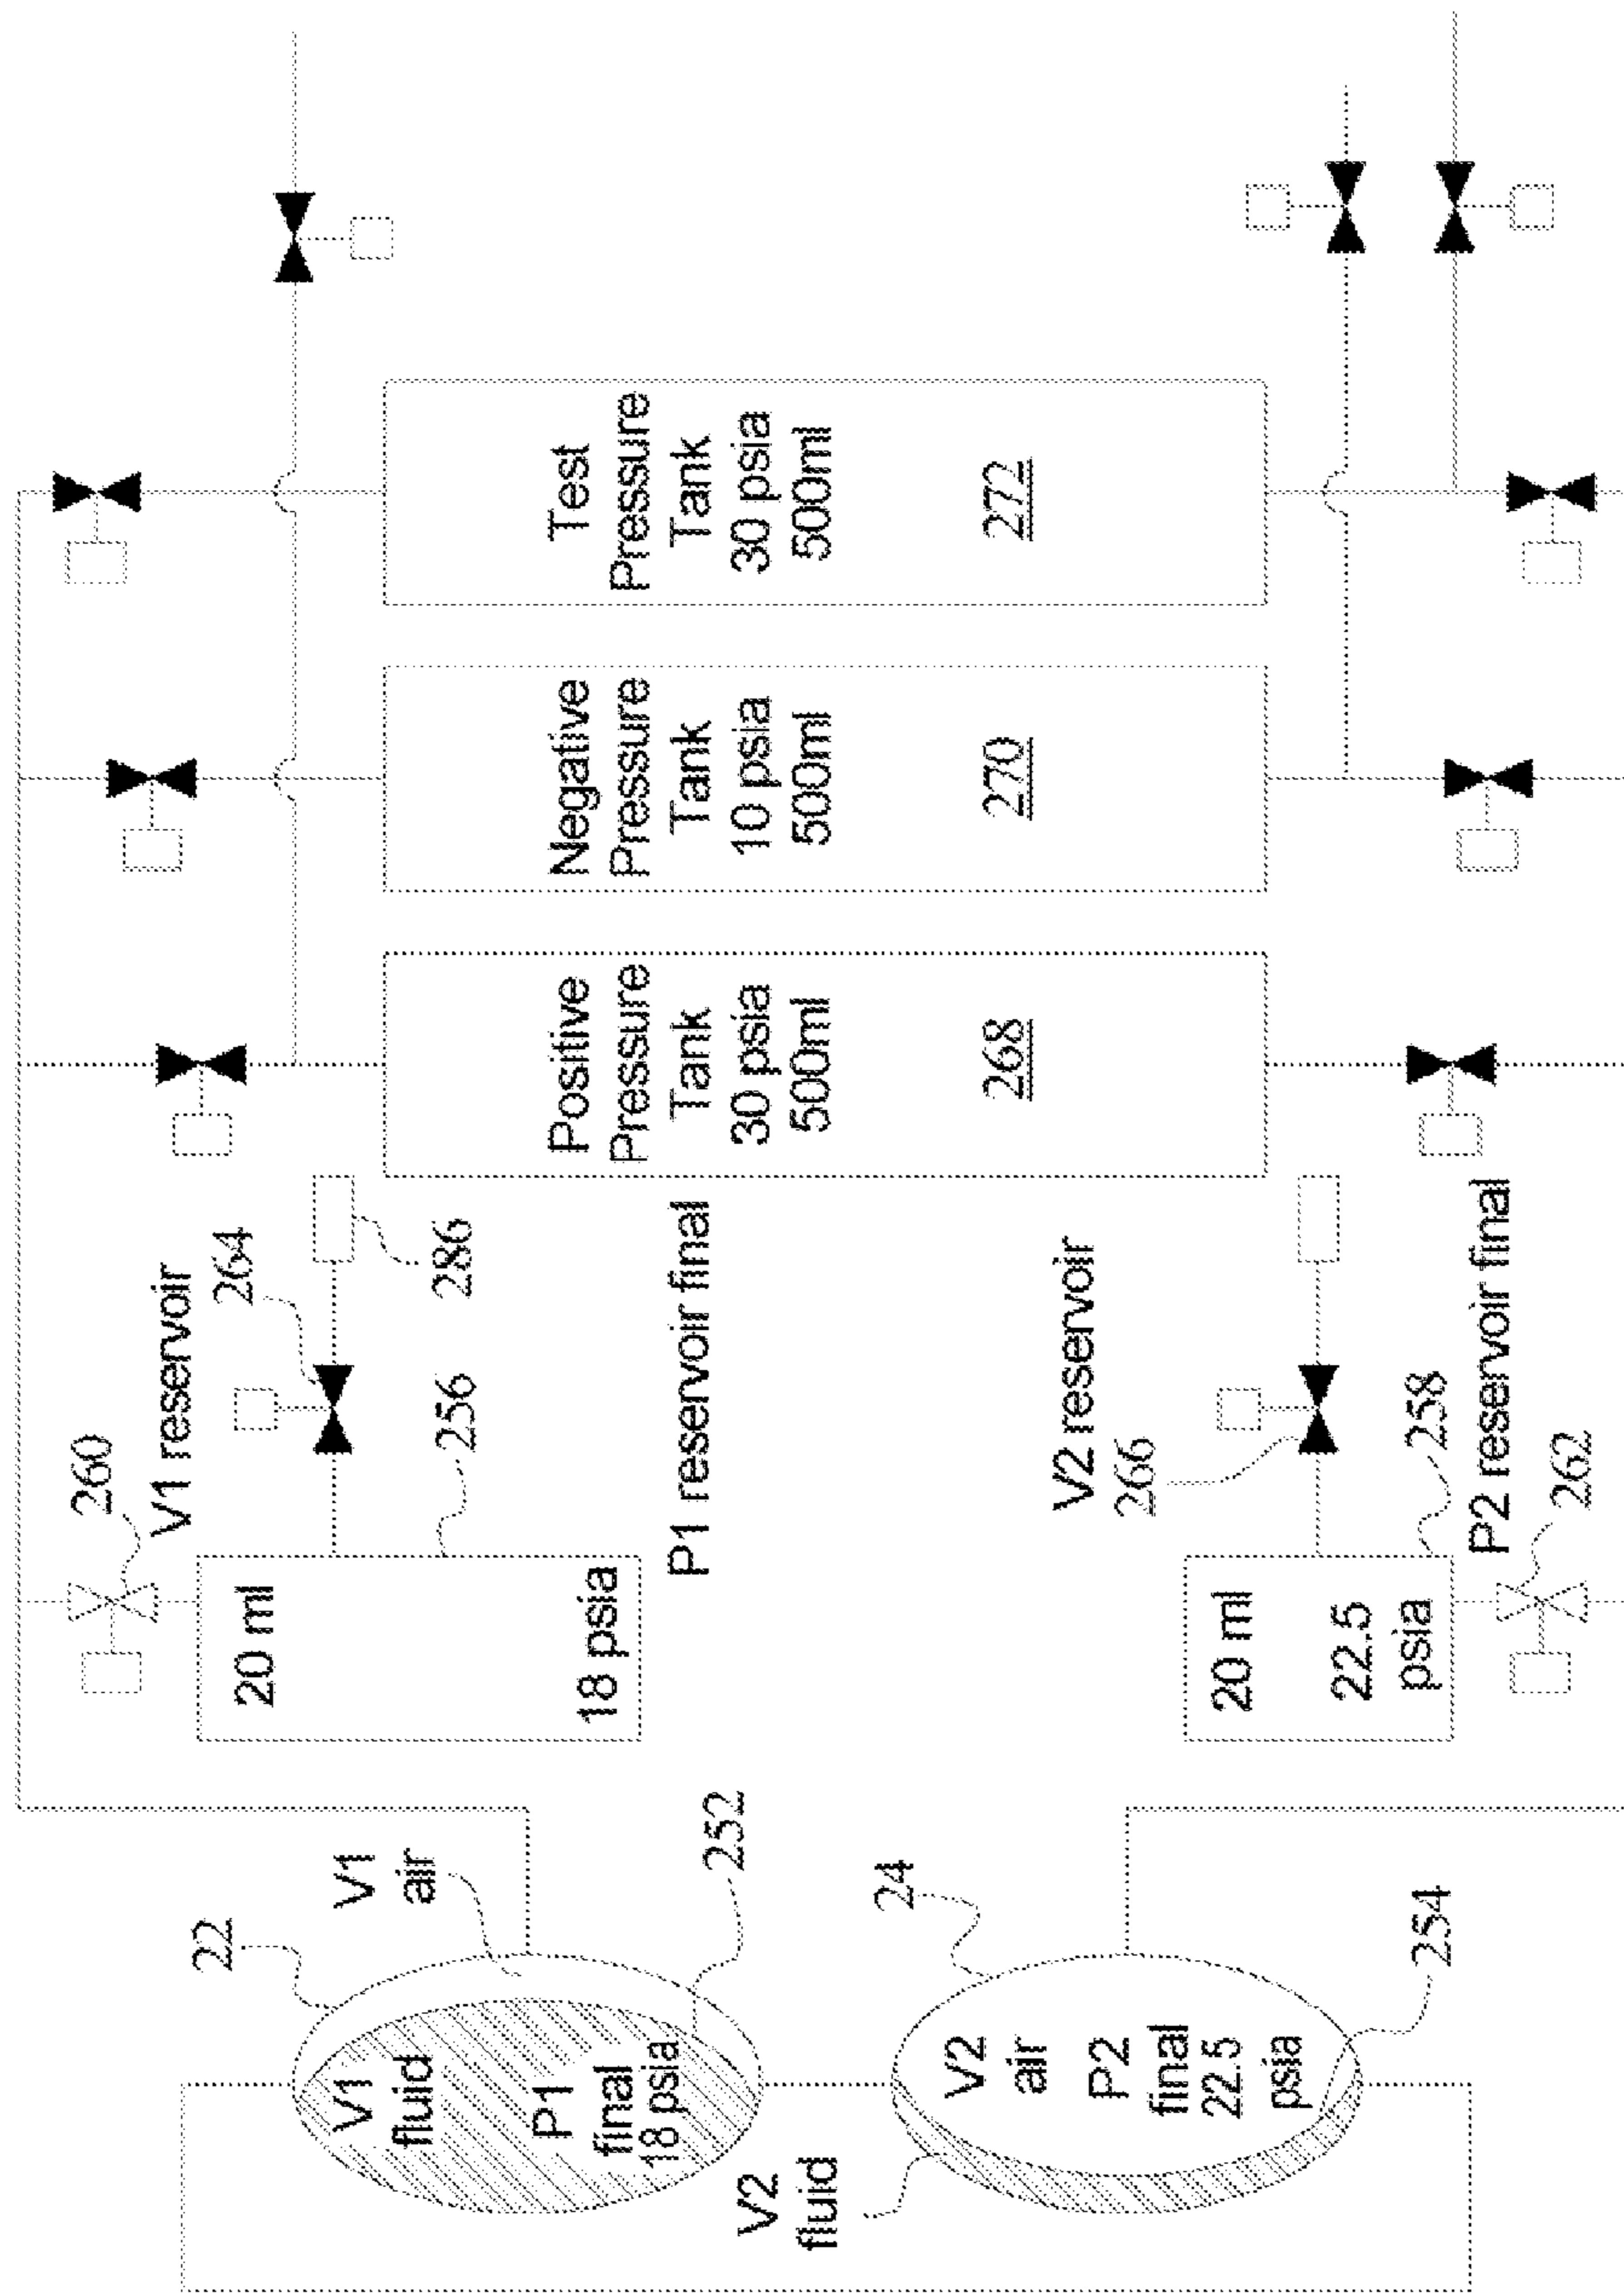 22
V1
air
V1
fluid
P1
final
18 psia
252
V2
fluid
24
V2
air
P2
final
22.5
psia
254
260
V1 reservoir
264
286
20 ml
18 psia
256
P1 reservoir final
V2 reservoir
266
20 ml
22.5
psia
258
P2 reservoir final
262
Positive
Pressure
Tank
30 psia
500ml
268
Negative
Pressure
Tank
10 psia
500ml
270
Test
Pressure
Tank
30 psia
500ml
272